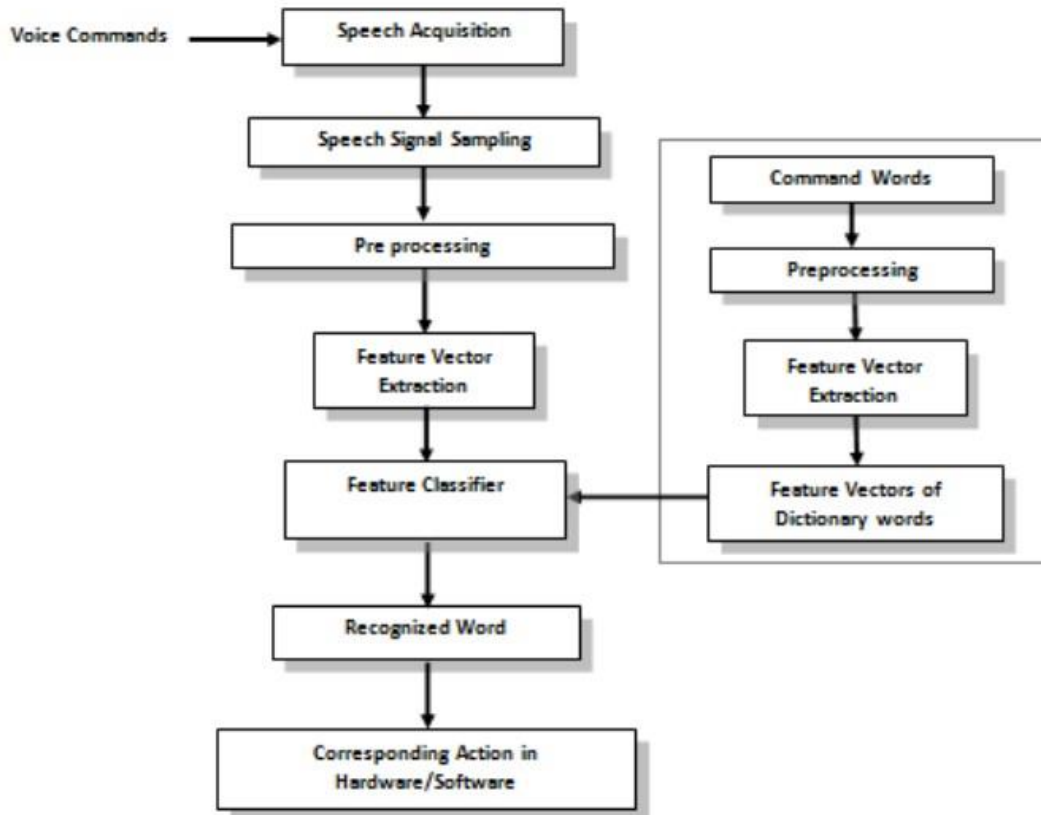 Voice Commands
Speech Acquisition
Speech Signal Sampling
Pre processing
Feature Vector
Extraction
Feature Classifier
Recognized Word
Corresponding Action in
Hardware/Software
Command Words
Preprocessing
Feature Vector
Extraction
Feature Vectors of
Dictionary words